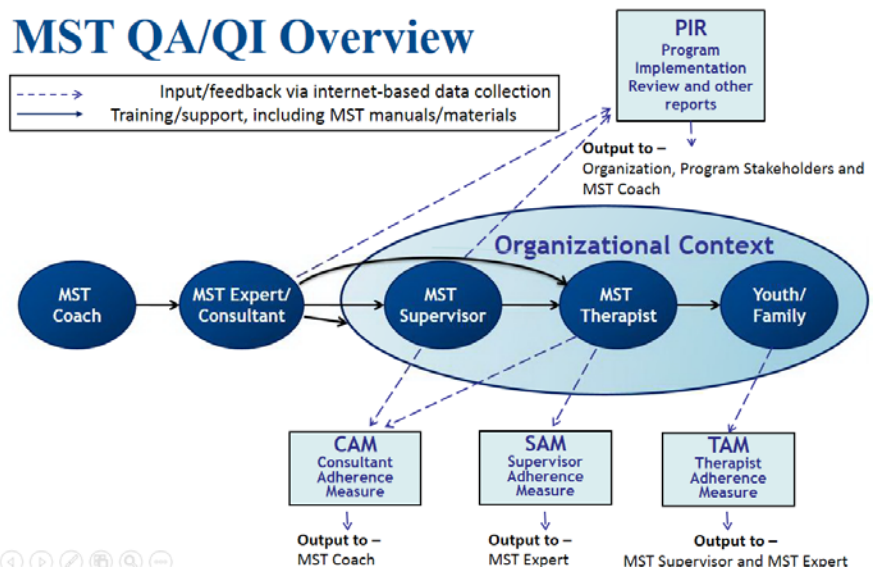 MST QA/QI Overview
Input/feedback via internet-based data collection
Training/support, including MST manuals/materials
PIR
Program
Implementation
Review and other
reports
Output to –
Organization, Program Stakeholders and
MST Coach
Organizational Context
MST
Coach
MST Expert/
Consultant
MST
Supervisor
MST
Therapist
Youth/
Family
CAM
Consultant
Adherence
Measure
SAM
Supervisor
Adherence
Measure
TAM
Therapist
Adherence
Measure
Output to –
MST Coach
Output to –
MST Expert
Output to –
MST Supervisor and MST Expert